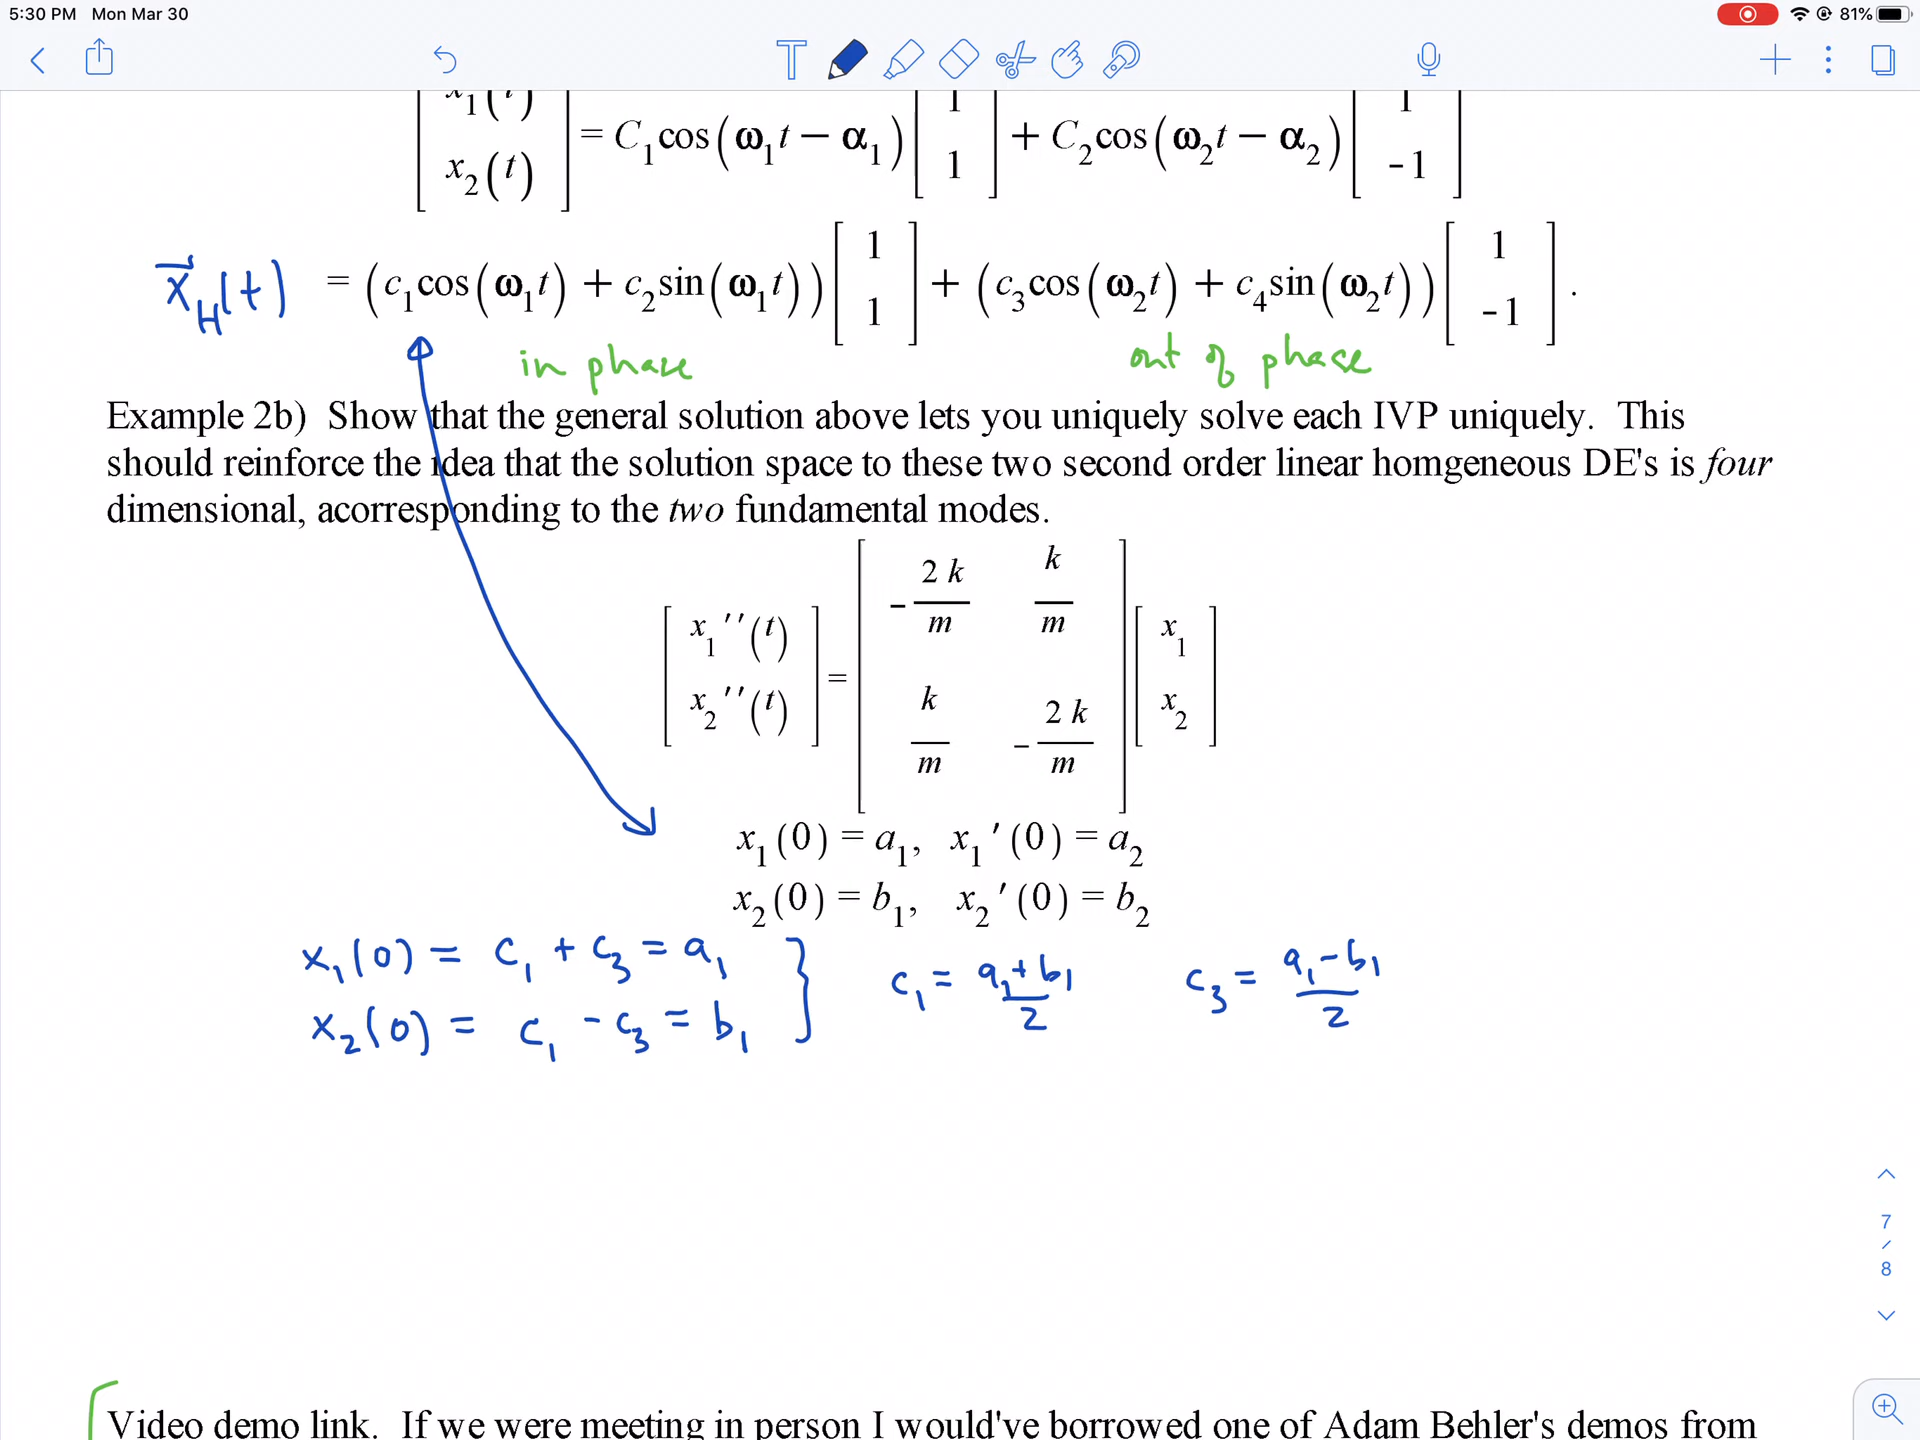 5:30 PM Mon Mar 30 81%
x₁(t)
x₂(t) = C₁cos(ω₁t − α₁) [1 1] + C₂cos(ω₂t − α₂) [1 -1]
x⃗_H(t) = (c₁cos(ω₁t) + c₂sin(ω₁t)) [1 1] + (c₃cos(ω₂t) + c₄sin(ω₂t)) [1 -1].
in phase out of phase
Example 2b) Show that the general solution above lets you uniquely solve each IVP uniquely. This
should reinforce the idea that the solution space to these two second order linear homgeneous DE's is four
dimensional, acorresponding to the two fundamental modes.
[x₁''(t) x₂''(t)] = [-2k/m k/m k/m -2k/m] [x₁ x₂]
x₁(0) = a₁, x₁'(0) = a₂
x₂(0) = b₁, x₂'(0) = b₂
x₁(0) = c₁ + c₃ = a₁ } c₁ = (a₁+b₁)/2 c₃ = (a₁-b₁)/2
x₂(0) = c₁ - c₃ = b₁
7
/
8
Video demo link. If we were meeting in person I would've borrowed one of Adam Behler's demos from